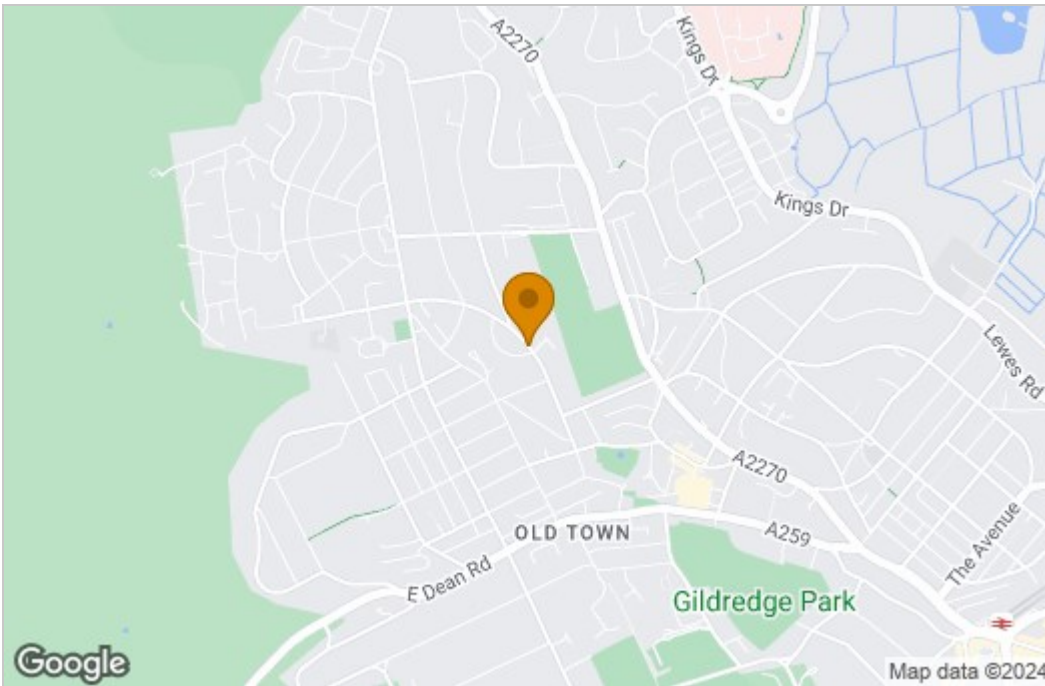 A2270
Kings Dr
Kings Dr
Lewes Rd
A2270
OLD TOWN
A259
The Avenue
E Dean Rd
Gildredge Park
Google
Map data ©2024